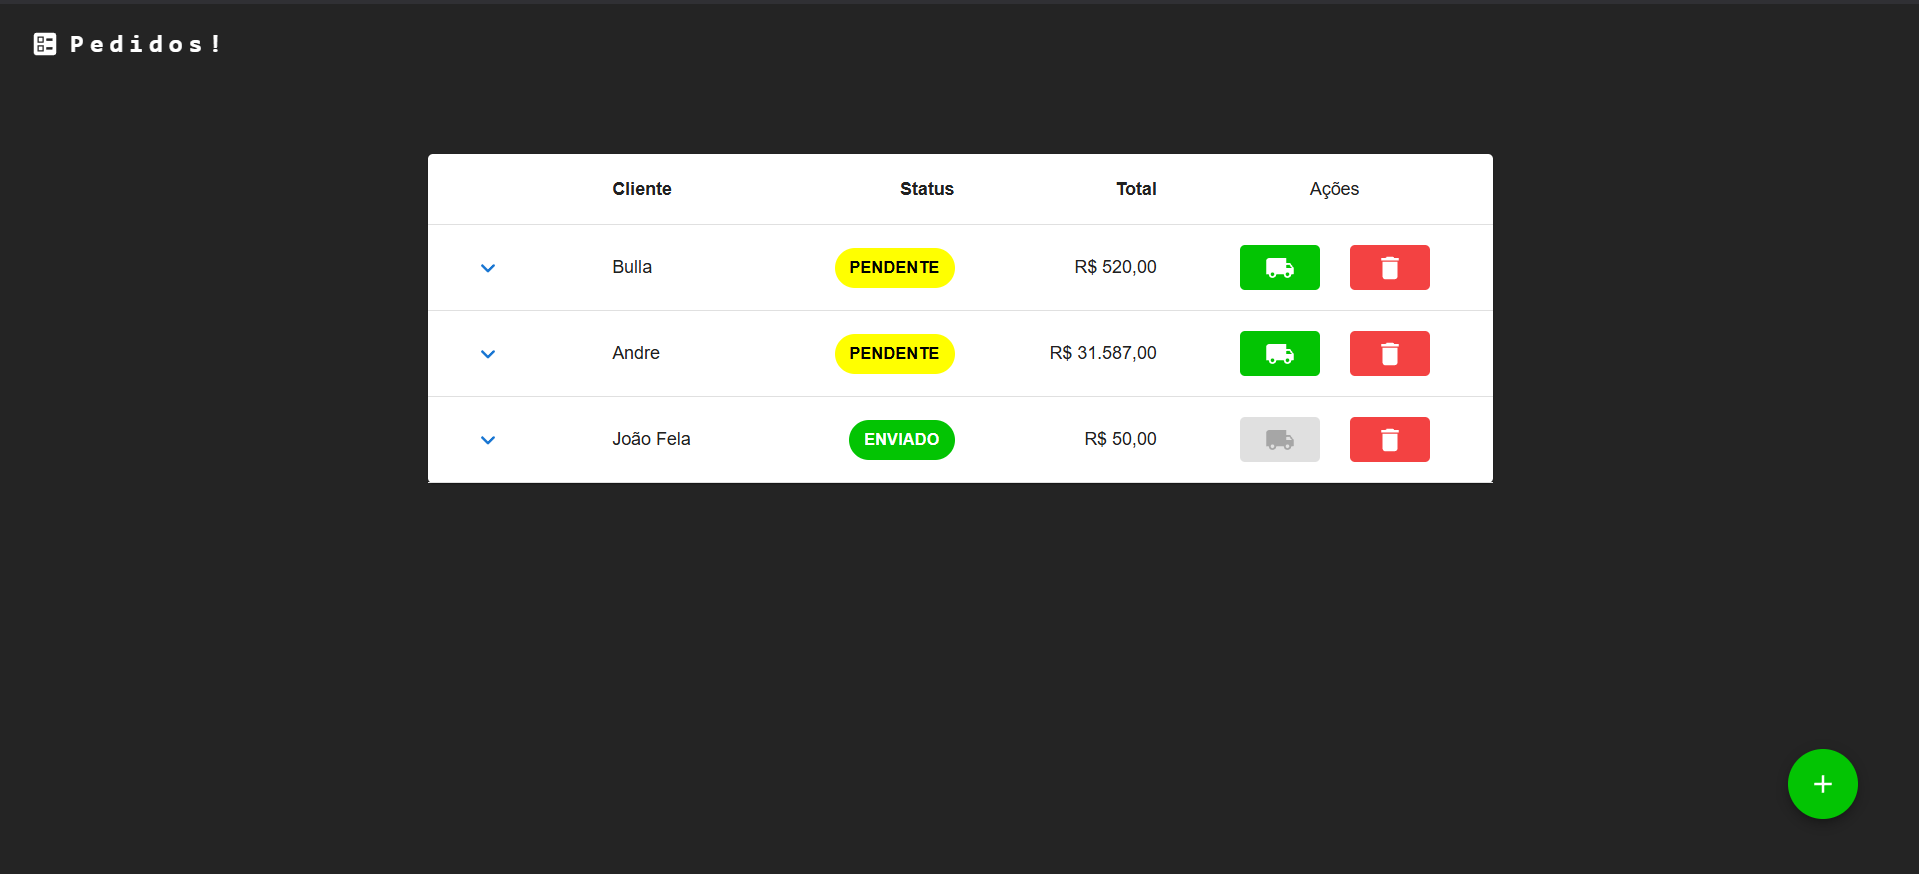 Pedidos!
Cliente Status Total Ações
Bulla PENDENTE R$ 520,00
Andre PENDENTE R$ 31.587,00
João Fela ENVIADO R$ 50,00